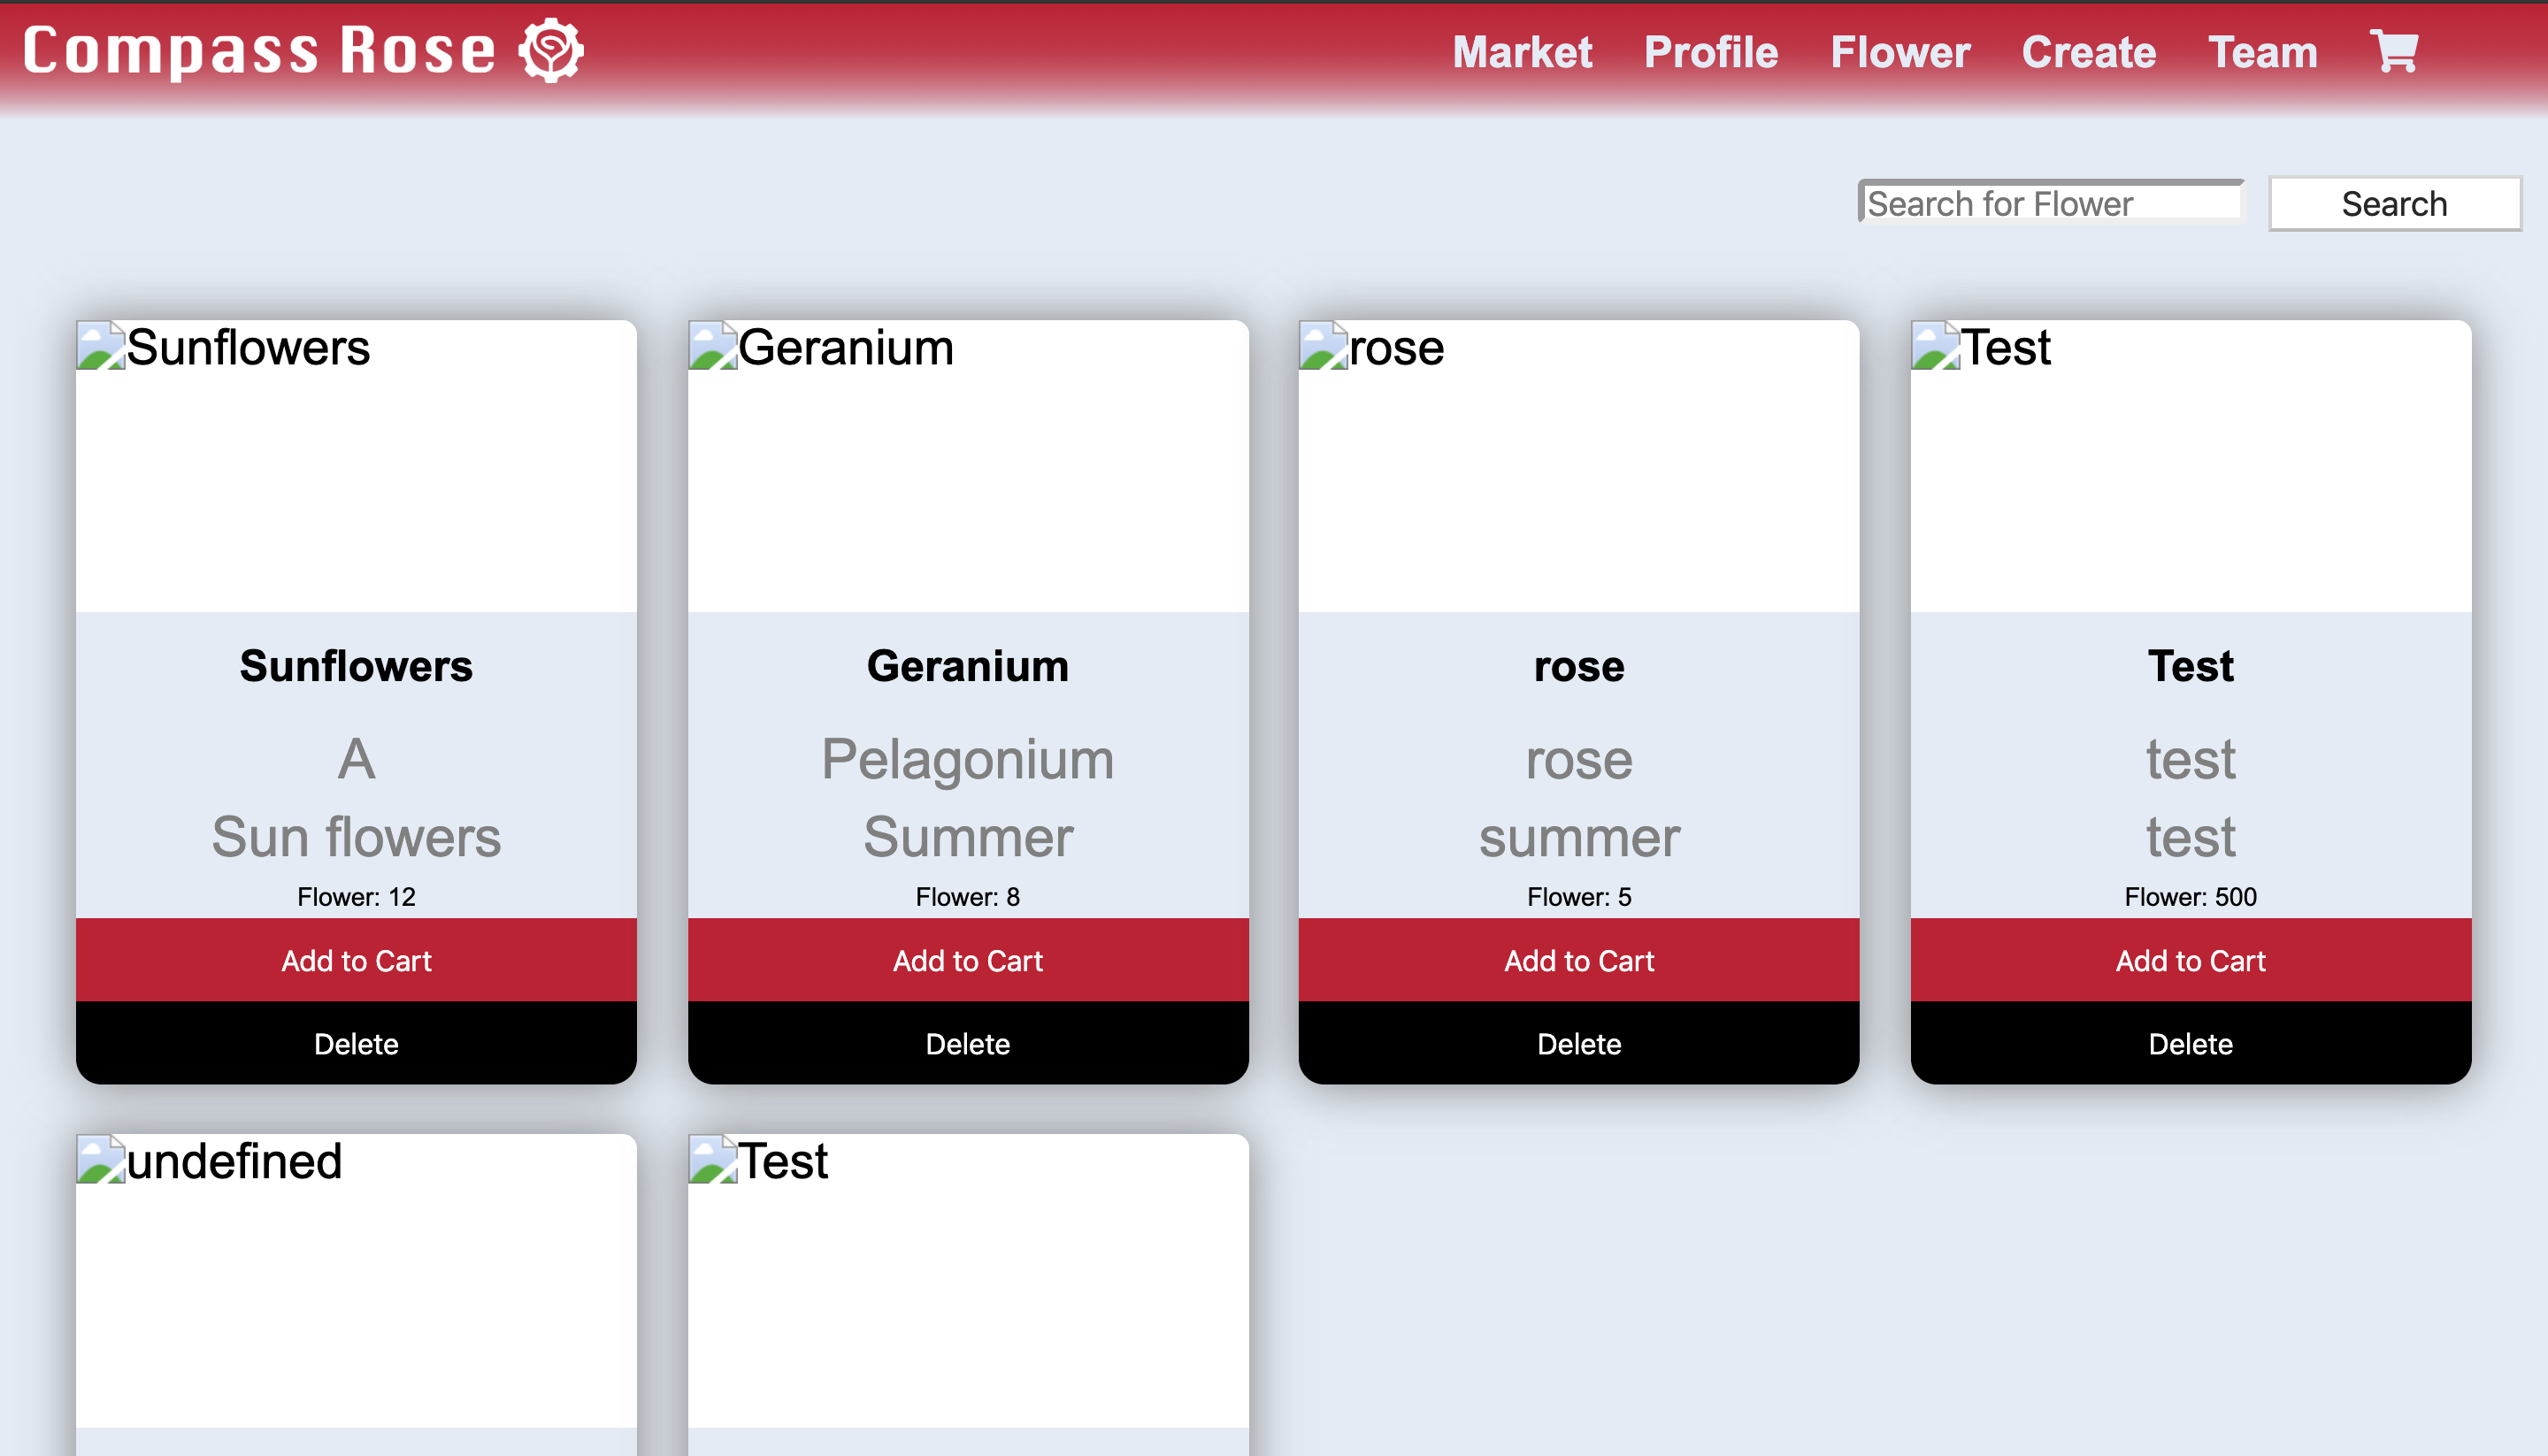 Compass Rose
Market Profile Flower Create Team
Search for Flower Search
Sunflowers Geranium rose Test
Sunflowers Geranium rose Test
A Pelagonium rose test
Sun flowers Summer summer test
Flower: 12 Flower: 8 Flower: 5 Flower: 500
Add to Cart Add to Cart Add to Cart Add to Cart
Delete Delete Delete Delete
undefined Test